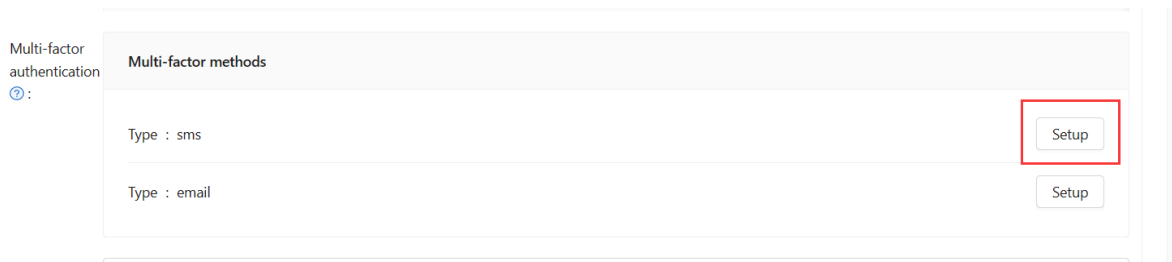 Multi-factor
authentication
? :
Multi-factor methods
Type : sms
Setup
Type : email
Setup